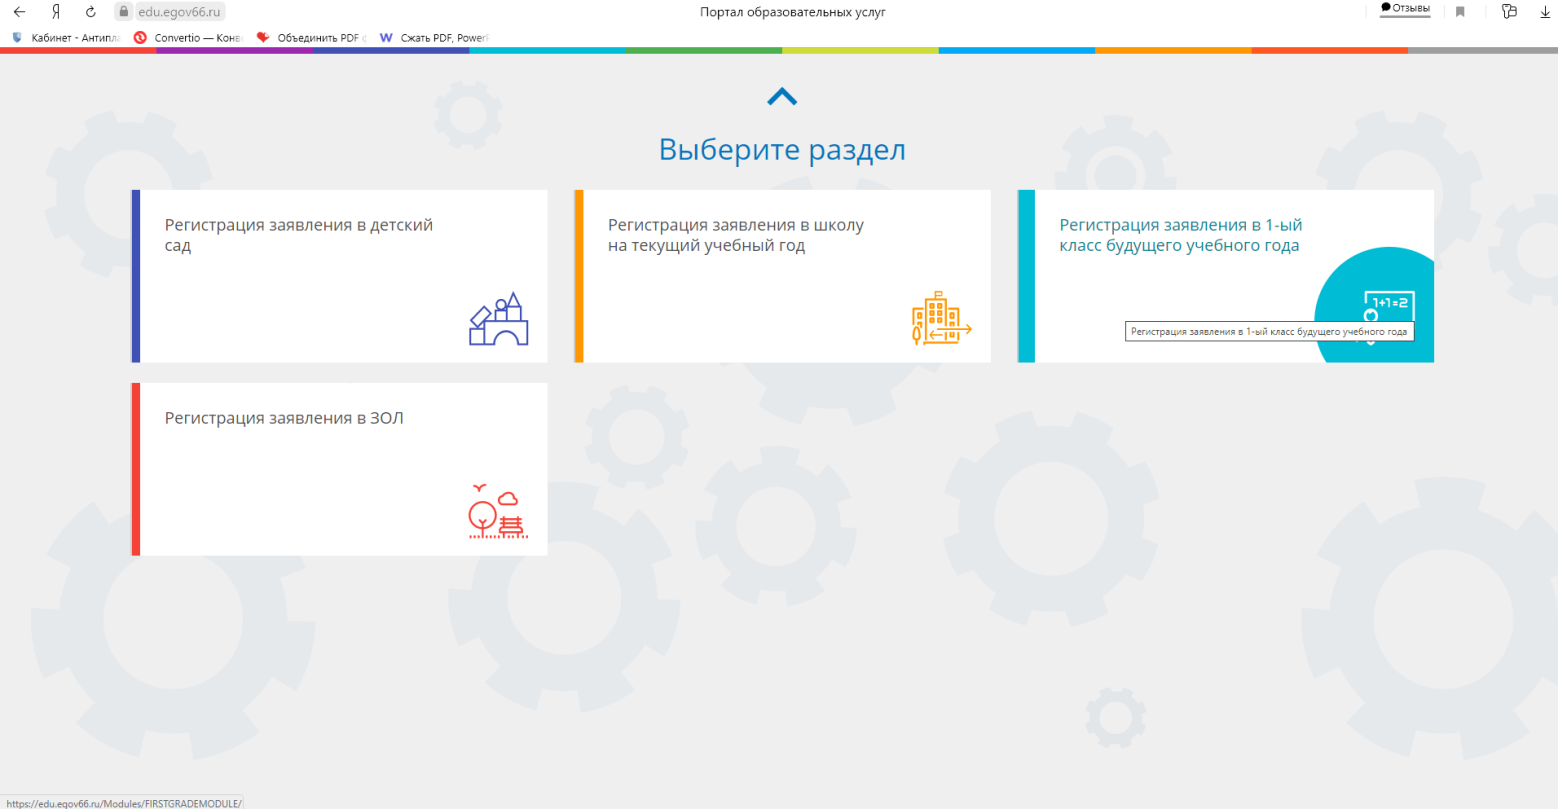 Я
edu.egov66.ru
Портал образовательных услуг
Отзывы
Кабинет - Антипла
Convertio — Конве
Объединить PDF
W Сжать PDF, Power
Выберите раздел
Регистрация заявления в детский
сад
Регистрация заявления в школу
на текущий учебный год
Регистрация заявления в 1-ый
класс будущего учебного года
1+1=2
Регистрация заявления в 1-ый класс будущего учебного года
Регистрация заявления в ЗОЛ
https://edu.egov66.ru/Modules/FIRSTGRADEMODULE/